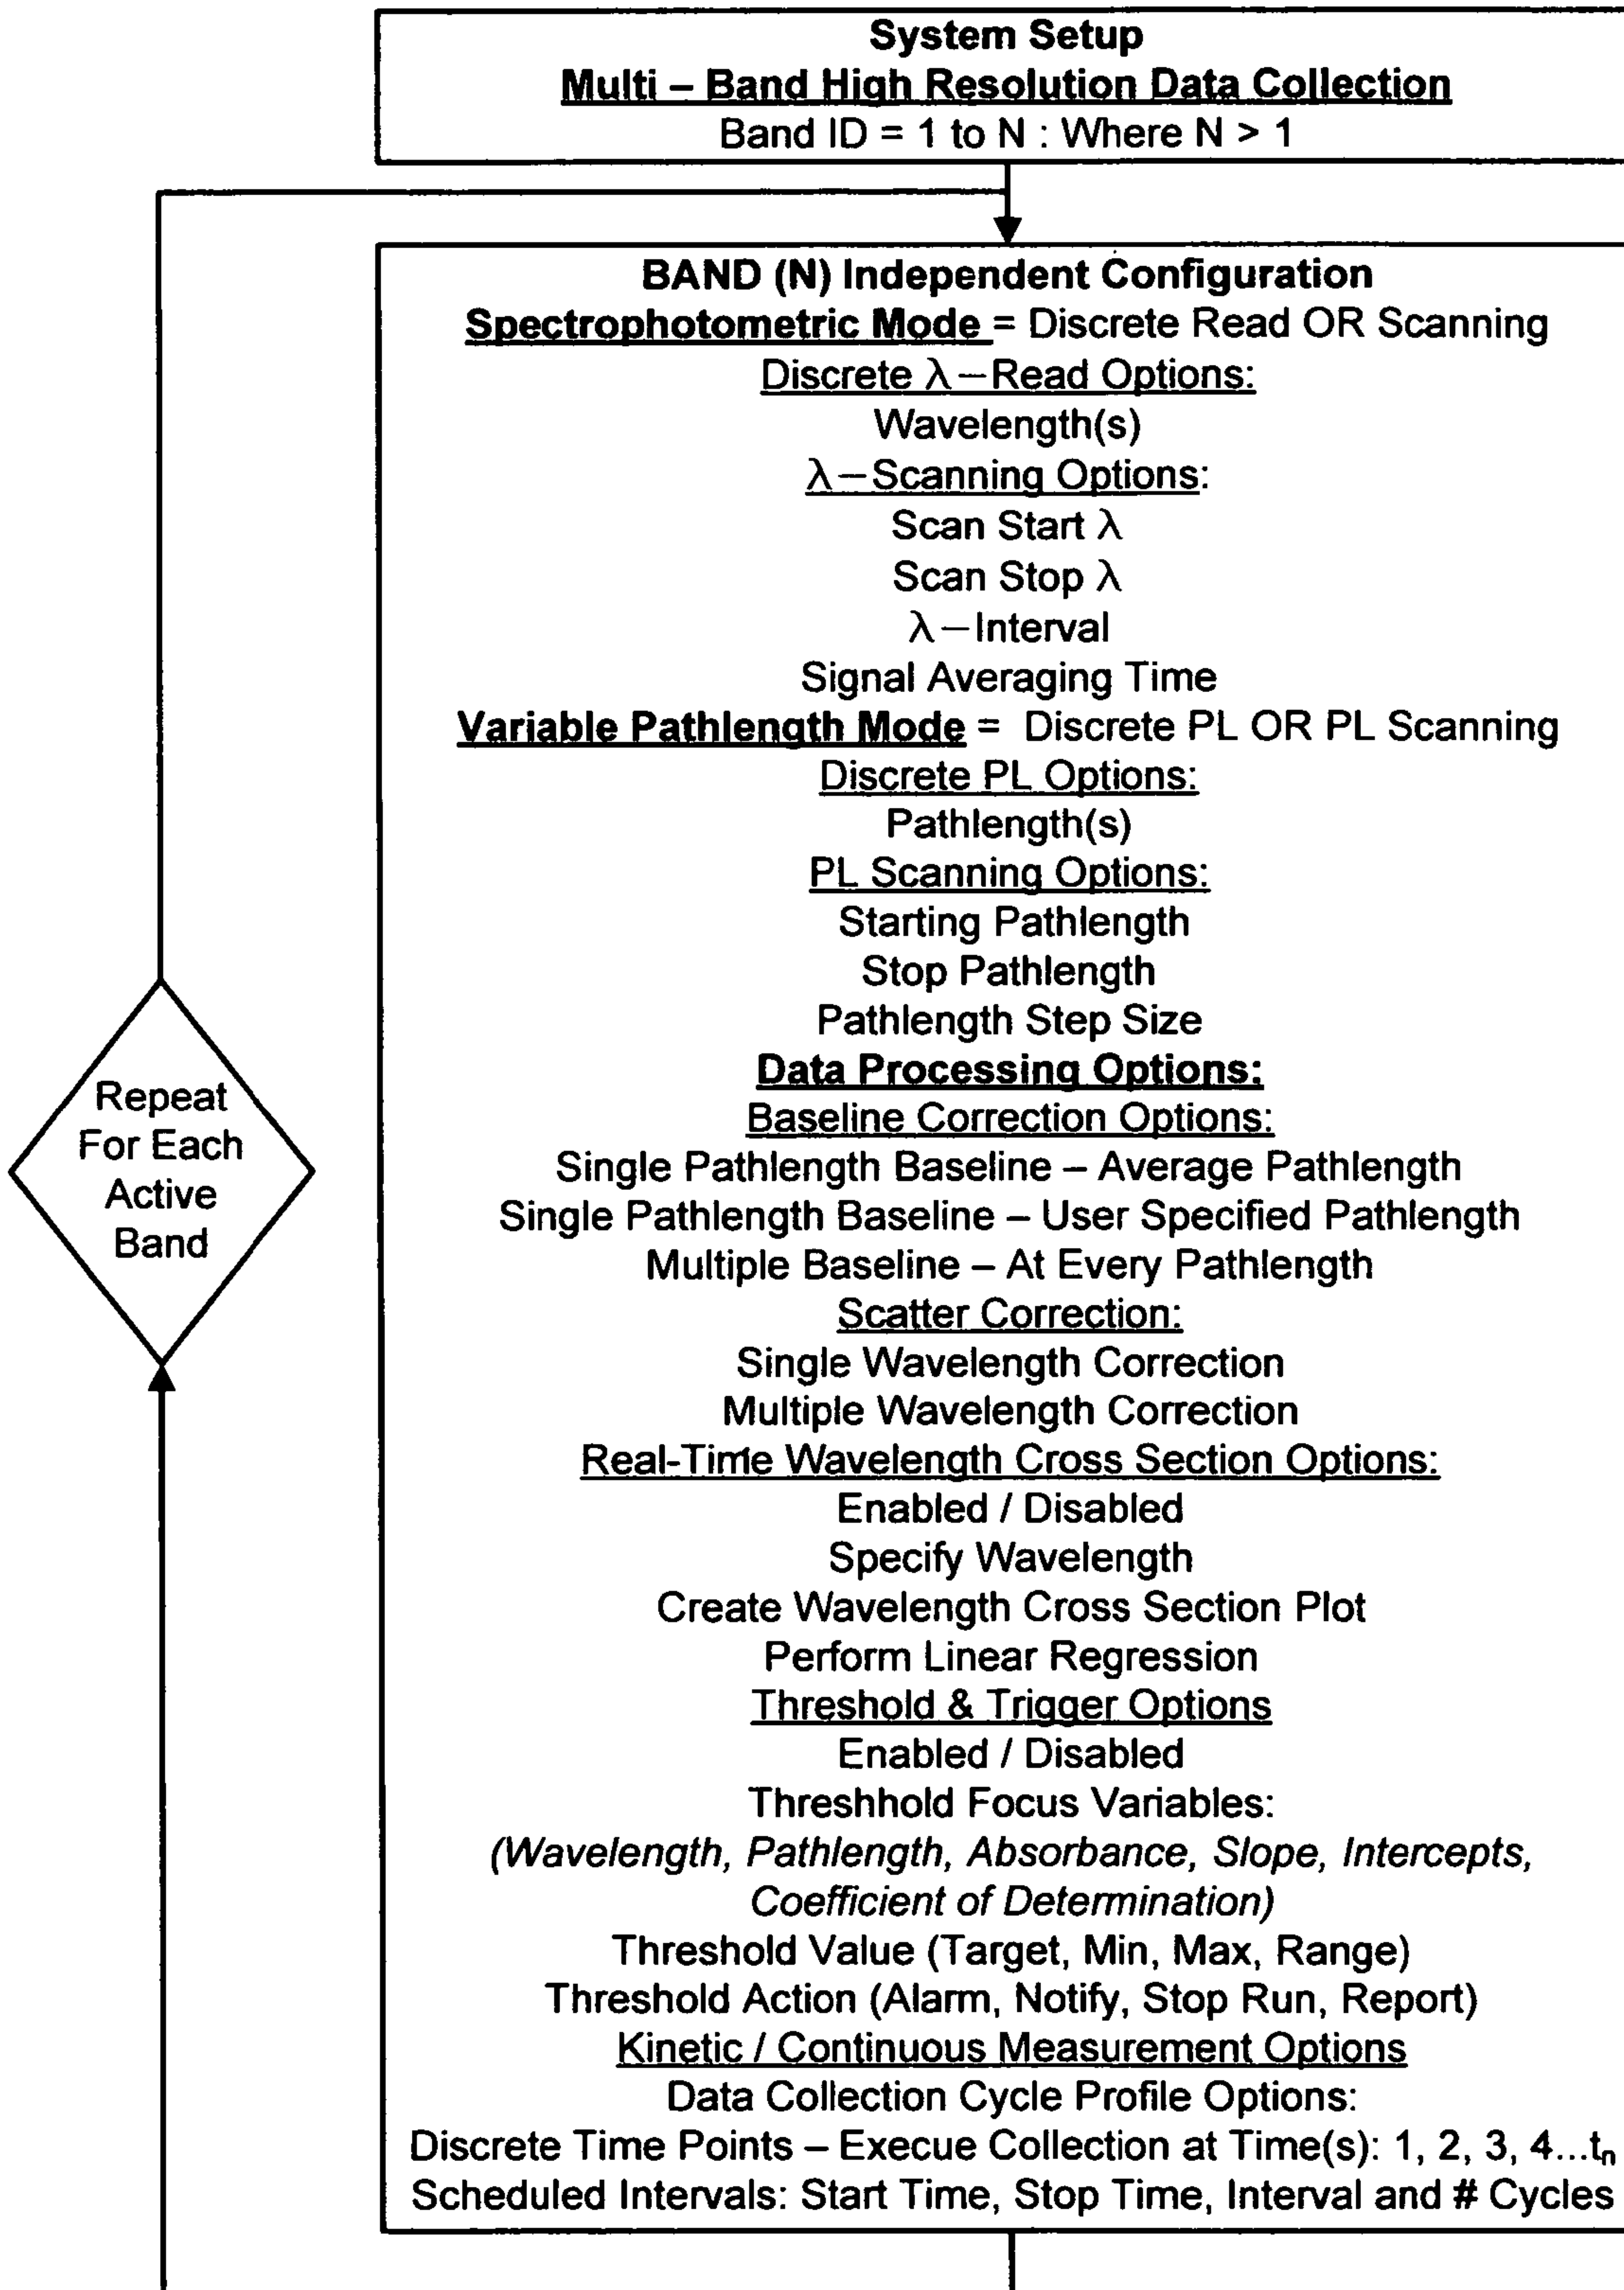 System Setup
Multi – Band High Resolution Data Collection
Band ID = 1 to N : Where N > 1
BAND (N) Independent Configuration
Spectrophotometric Mode = Discrete Read OR Scanning
Discrete λ–Read Options:
Wavelength(s)
λ–Scanning Options:
Scan Start λ
Scan Stop λ
λ–Interval
Signal Averaging Time
Variable Pathlength Mode = Discrete PL OR PL Scanning
Discrete PL Options:
Pathlength(s)
PL Scanning Options:
Starting Pathlength
Stop Pathlength
Pathlength Step Size
Data Processing Options:
Baseline Correction Options:
Single Pathlength Baseline – Average Pathlength
Single Pathlength Baseline – User Specified Pathlength
Multiple Baseline – At Every Pathlength
Scatter Correction:
Single Wavelength Correction
Multiple Wavelength Correction
Real-Time Wavelength Cross Section Options:
Enabled / Disabled
Specify Wavelength
Create Wavelength Cross Section Plot
Perform Linear Regression
Threshold & Trigger Options
Enabled / Disabled
Threshhold Focus Variables:
(Wavelength, Pathlength, Absorbance, Slope, Intercepts,
Coefficient of Determination)
Threshold Value (Target, Min, Max, Range)
Threshold Action (Alarm, Notify, Stop Run, Report)
Kinetic / Continuous Measurement Options
Data Collection Cycle Profile Options:
Discrete Time Points – Execue Collection at Time(s): 1, 2, 3, 4...tn
Scheduled Intervals: Start Time, Stop Time, Interval and # Cycles
Repeat
For Each
Active
Band